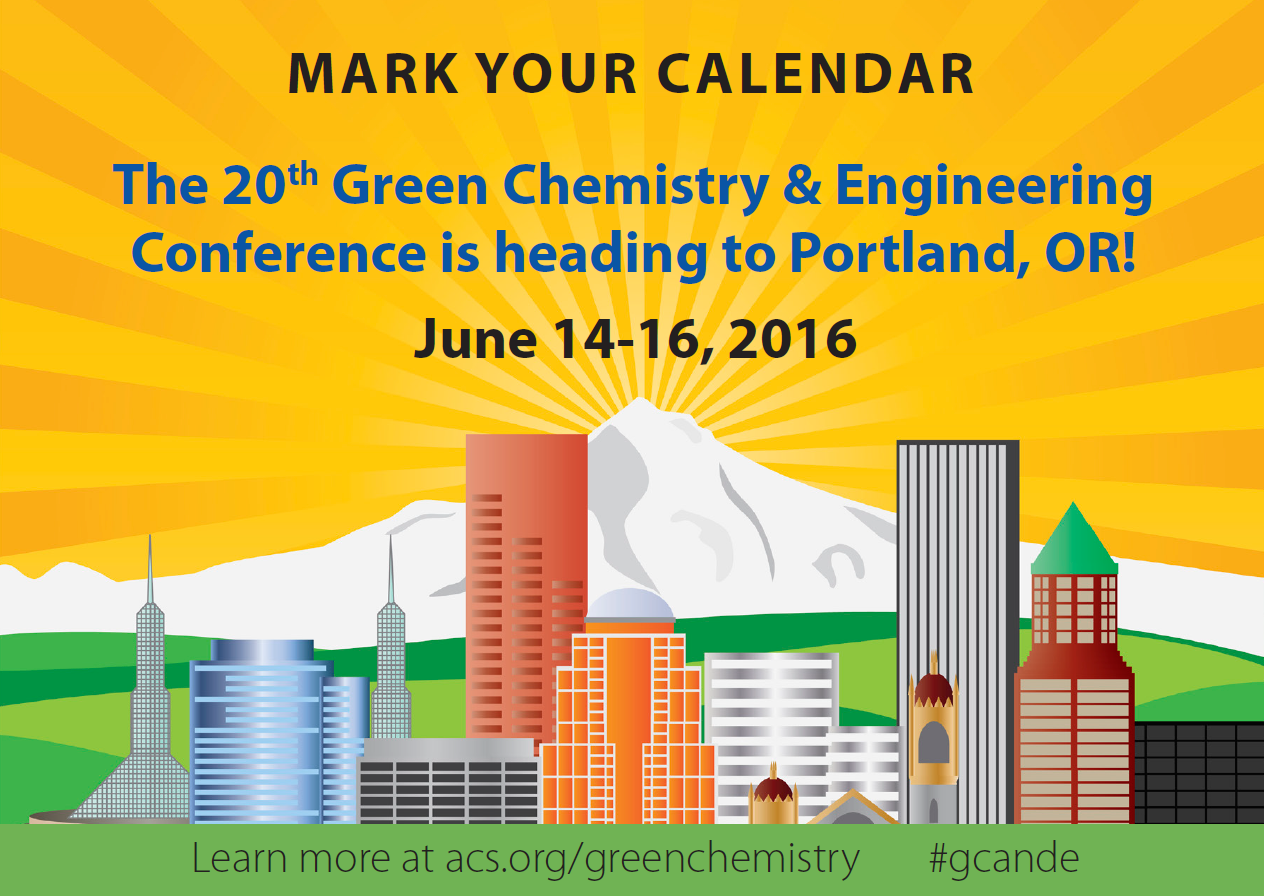 MARK YOUR CALENDAR
The 20th Green Chemistry & Engineering
Conference is heading to Portland, OR!
June 14-16, 2016
Learn more at acs.org/greenchemistry #gcande